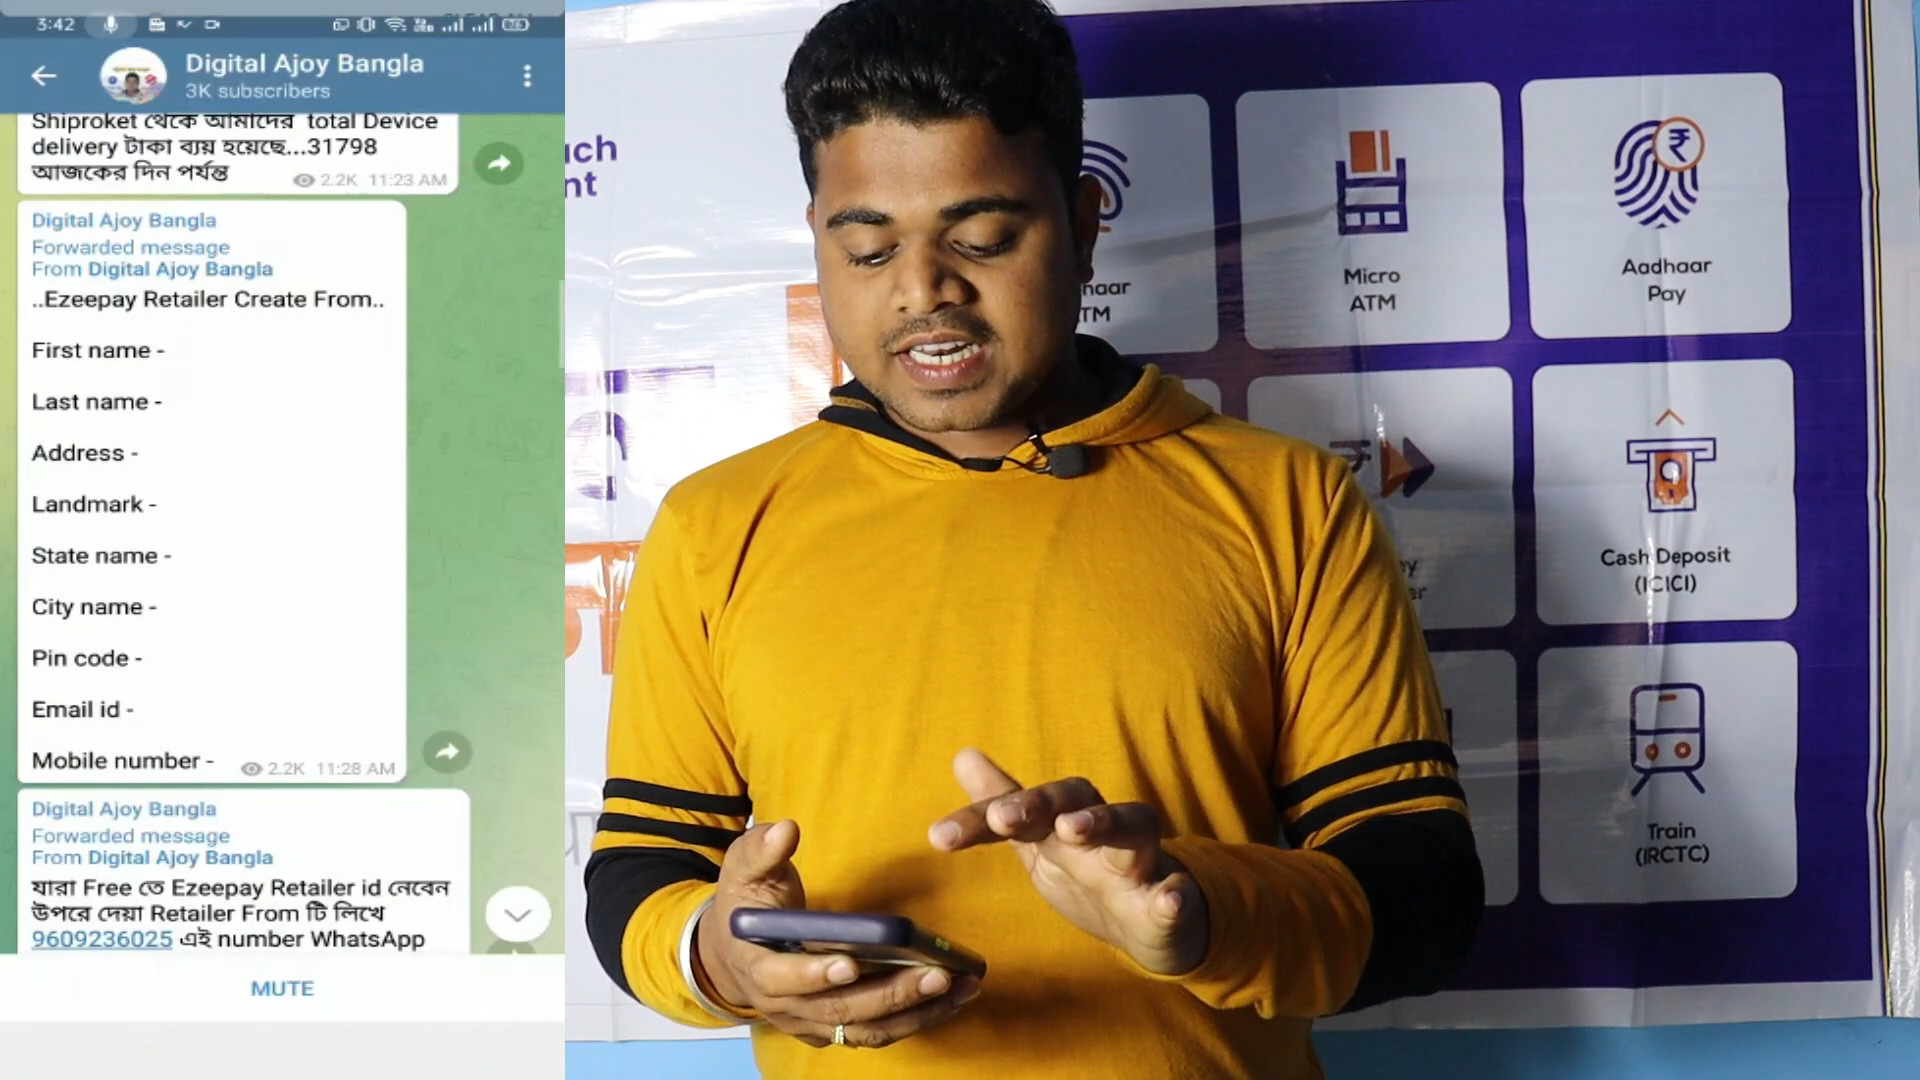 3:42
Digital Ajoy Bangla
3K subscribers
Shiproket থেকে আমাদের total Device
delivery টাকা ব্যয় হয়েছে...31798
আজকের দিন পর্যন্ত
2.2K 11:23 AM
Digital Ajoy Bangla
Forwarded message
From Digital Ajoy Bangla
..Ezeepay Retailer Create From..
First name -
Last name -
Address -
Landmark -
State name -
City name -
Pin code -
Email id -
Mobile number -
2.2K 11:28 AM
Digital Ajoy Bangla
Forwarded message
From Digital Ajoy Bangla
যারা Free তে Ezeepay Retailer id নেবেন
উপরে দেয়া Retailer From টি লিখে
9609236025 এই number WhatsApp
MUTE
Micro
ATM
Aadhaar
Pay
Cash Deposit
(ICICI)
Train
(IRCTC)